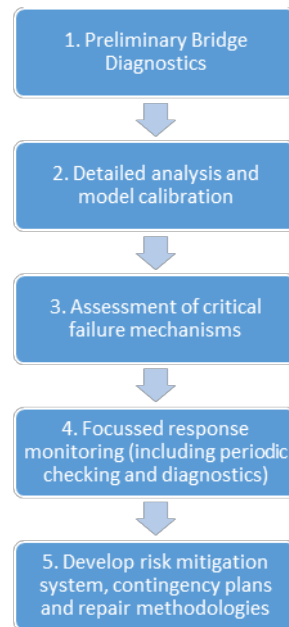 1. Preliminary Bridge
Diagnostics
2. Detailed analysis and
model calibration
3. Assessment of critical
failure mechanisms
4. Focussed response
monitoring (including periodic
checking and diagnostics)
5. Develop risk mitigation
system, contingency plans
and repair methodologies